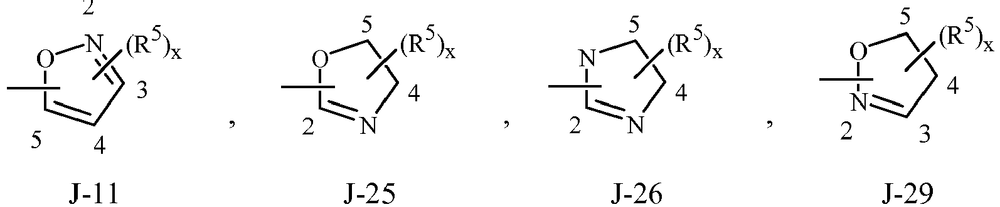 2
O N (R⁵)ₓ 3 4 5 ,
5 O (R⁵)ₓ 4 N 2 ,
5 N (R⁵)ₓ 4 N 2 ,
5 O (R⁵)ₓ 4 N 2 3
J-11 J-25 J-26 J-29